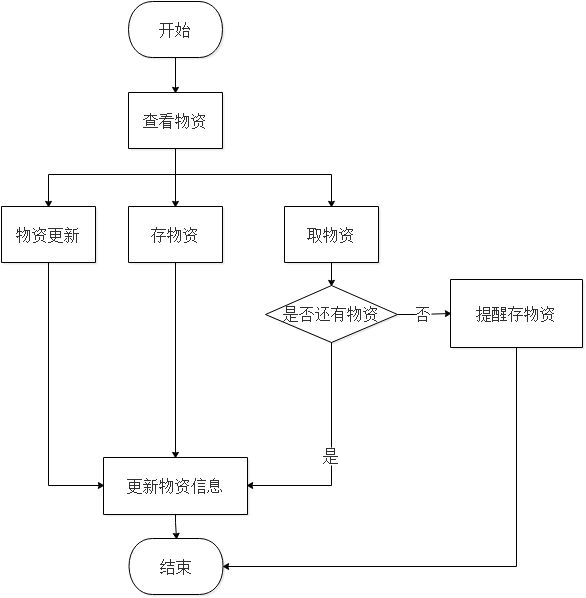 开始
查看物资
物资更新
存物资
取物资
是否还有物资
否
提醒存物资
是
更新物资信息
结束